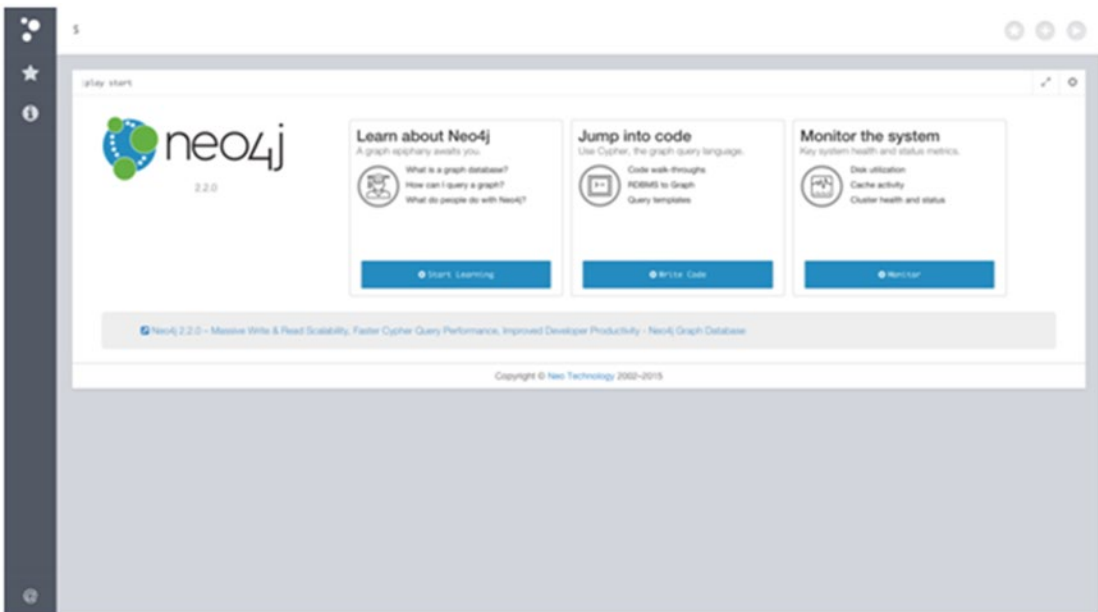 $
:play start
neo4j
2.2.0
Learn about Neo4j
A graph epiphany awaits you.
What is a graph database?
How can I query a graph?
What do people do with Neo4j?
Start Learning
Jump into code
Use Cypher, the graph query language.
Code walk-throughs
RDBMS to Graph
Query templates
Write Code
Monitor the system
Key system health and status metrics.
Disk utilization
Cache activity
Cluster health and status
Monitor
Neo4j 2.2.0 – Massive Write & Read Scalability, Faster Cypher Query Performance, Improved Developer Productivity - Neo4j Graph Database
Copyright © Neo Technology 2002–2015
@